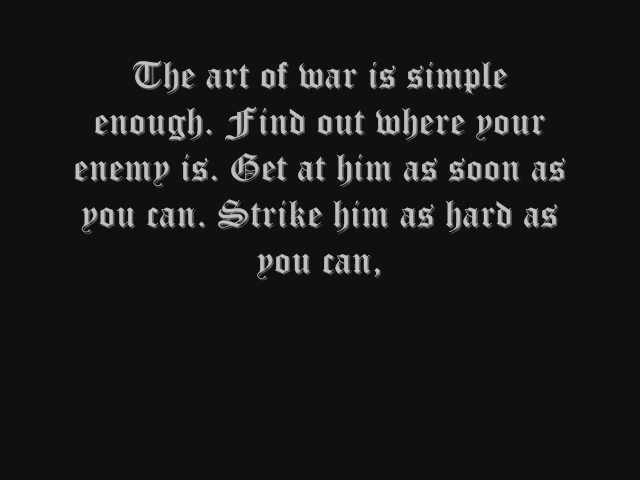 The art of war is simple
enough. Find out where your
enemy is. Get at him as soon as
you can. Strike him as hard as
you can,